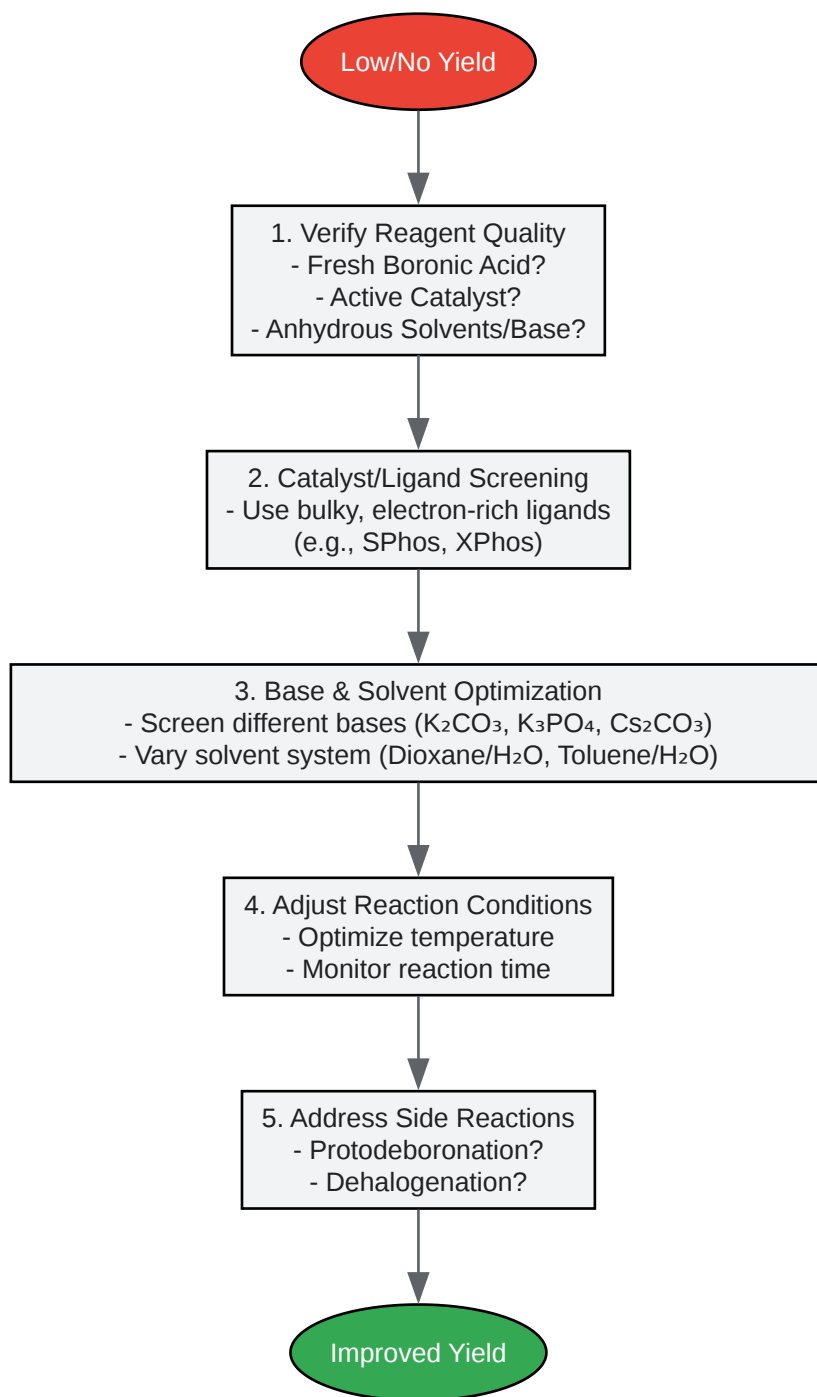 Low/No Yield
1. Verify Reagent Quality
- Fresh Boronic Acid?
- Active Catalyst?
- Anhydrous Solvents/Base?
2. Catalyst/Ligand Screening
- Use bulky, electron-rich ligands
(e.g., SPhos, XPhos)
3. Base & Solvent Optimization
- Screen different bases (K₂CO₃, K₃PO₄, Cs₂CO₃)
- Vary solvent system (Dioxane/H₂O, Toluene/H₂O)
4. Adjust Reaction Conditions
- Optimize temperature
- Monitor reaction time
5. Address Side Reactions
- Protodeboronation?
- Dehalogenation?
Improved Yield